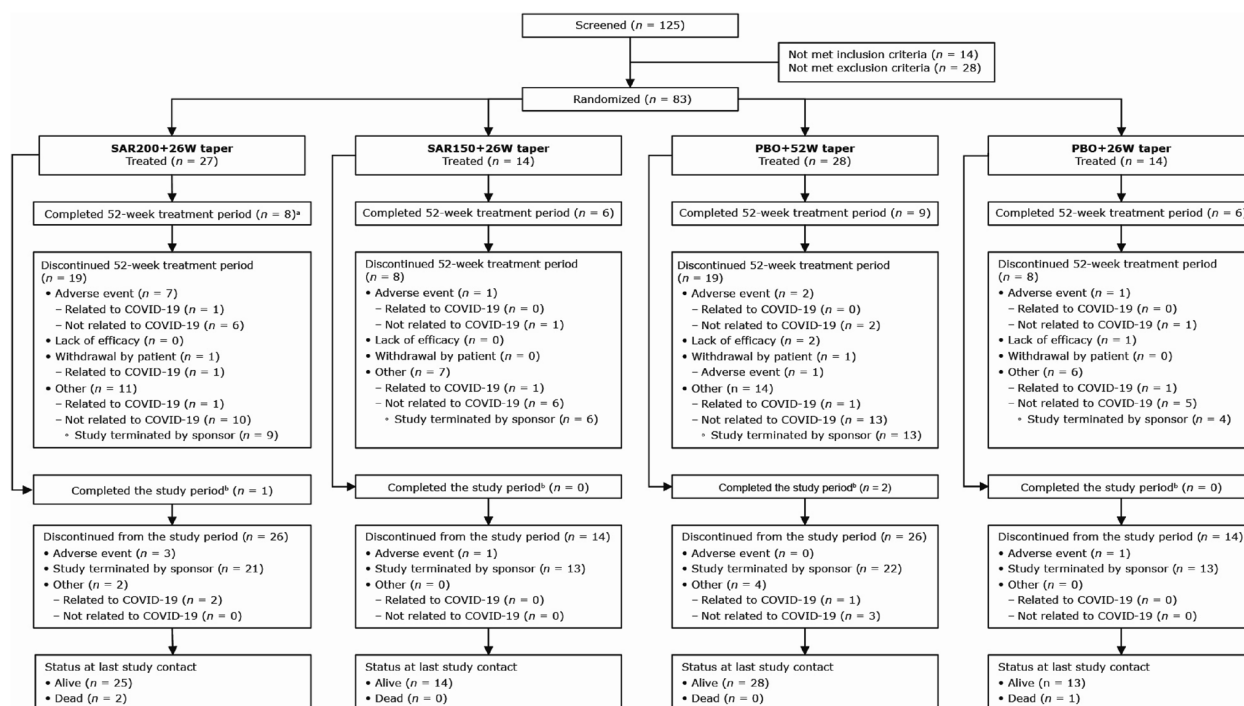 Screened (n = 125)
Not met inclusion criteria (n = 14)
Not met exclusion criteria (n = 28)
Randomized (n = 83)
SAR200+26W taper
Treated (n = 27)
Completed 52-week treatment period (n = 8)ᵃ
Discontinued 52-week treatment period
(n = 19)
• Adverse event (n = 7)
– Related to COVID-19 (n = 1)
– Not related to COVID-19 (n = 6)
• Lack of efficacy (n = 0)
• Withdrawal by patient (n = 1)
– Related to COVID-19 (n = 1)
• Other (n = 11)
– Related to COVID-19 (n = 1)
– Not related to COVID-19 (n = 10)
◦ Study terminated by sponsor (n = 9)
Completed the study periodᵇ (n = 1)
Discontinued from the study period (n = 26)
• Adverse event (n = 3)
• Study terminated by sponsor (n = 21)
• Other (n = 2)
– Related to COVID-19 (n = 2)
– Not related to COVID-19 (n = 0)
Status at last study contact
• Alive (n = 25)
• Dead (n = 2)
SAR150+26W taper
Treated (n = 14)
Completed 52-week treatment period (n = 6)
Discontinued 52-week treatment period
(n = 8)
• Adverse event (n = 1)
– Related to COVID-19 (n = 0)
– Not related to COVID-19 (n = 1)
• Lack of efficacy (n = 0)
• Withdrawal by patient (n = 0)
• Other (n = 7)
– Related to COVID-19 (n = 1)
– Not related to COVID-19 (n = 6)
◦ Study terminated by sponsor (n = 6)
Completed the study periodᵇ (n = 0)
Discontinued from the study period (n = 14)
• Adverse event (n = 1)
• Study terminated by sponsor (n = 13)
• Other (n = 0)
– Related to COVID-19 (n = 0)
– Not related to COVID-19 (n = 0)
Status at last study contact
• Alive (n = 14)
• Dead (n = 0)
PBO+52W taper
Treated (n = 28)
Completed 52-week treatment period (n = 9)
Discontinued 52-week treatment period
(n = 19)
• Adverse event (n = 2)
– Related to COVID-19 (n = 0)
– Not related to COVID-19 (n = 2)
• Lack of efficacy (n = 2)
• Withdrawal by patient (n = 1)
– Adverse event (n = 1)
• Other (n = 14)
– Related to COVID-19 (n = 1)
– Not related to COVID-19 (n = 13)
◦ Study terminated by sponsor (n = 13)
Completed the study periodᵇ (n = 2)
Discontinued from the study period (n = 26)
• Adverse event (n = 0)
• Study terminated by sponsor (n = 22)
• Other (n = 4)
– Related to COVID-19 (n = 1)
– Not related to COVID-19 (n = 3)
Status at last study contact
• Alive (n = 28)
• Dead (n = 0)
PBO+26W taper
Treated (n = 14)
Completed 52-week treatment period (n = 6)
Discontinued 52-week treatment period
(n = 8)
• Adverse event (n = 1)
– Related to COVID-19 (n = 0)
– Not related to COVID-19 (n = 1)
• Lack of efficacy (n = 1)
• Withdrawal by patient (n = 0)
• Other (n = 6)
– Related to COVID-19 (n = 1)
– Not related to COVID-19 (n = 5)
◦ Study terminated by sponsor (n = 4)
Completed the study periodᵇ (n = 0)
Discontinued from the study period (n = 14)
• Adverse event (n = 1)
• Study terminated by sponsor (n = 13)
• Other (n = 0)
– Related to COVID-19 (n = 0)
– Not related to COVID-19 (n = 0)
Status at last study contact
• Alive (n = 13)
• Dead (n = 1)